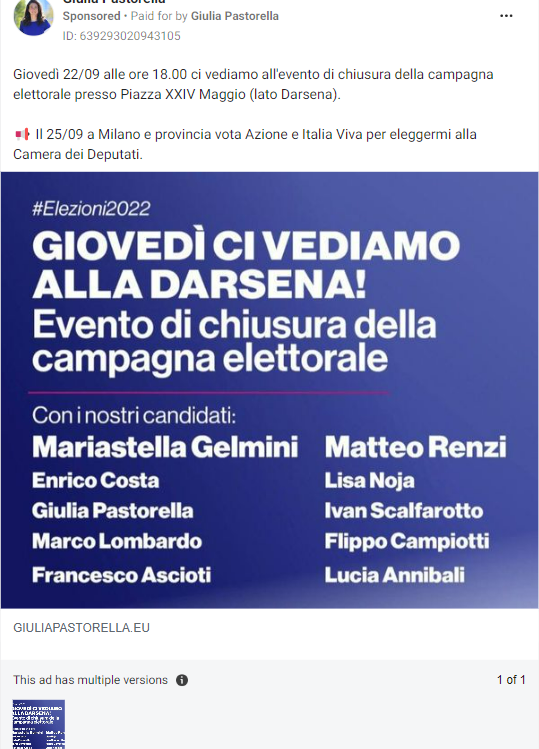 Giulia Pastorella
Sponsored • Paid for by Giulia Pastorella
ID: 639293020943105
Giovedì 22/09 alle ore 18.00 ci vediamo all'evento di chiusura della campagna
elettorale presso Piazza XXIV Maggio (lato Darsena).
Il 25/09 a Milano e provincia vota Azione e Italia Viva per eleggermi alla
Camera dei Deputati.
#Elezioni2022
GIOVEDÌ CI VEDIAMO
ALLA DARSENA!
Evento di chiusura della
campagna elettorale
Con i nostri candidati:
Mariastella Gelmini Matteo Renzi
Enrico Costa Lisa Noja
Giulia Pastorella Ivan Scalfarotto
Marco Lombardo Flippo Campiotti
Francesco Ascioti Lucia Annibali
GIULIAPASTORELLA.EU
This ad has multiple versions 1 of 1